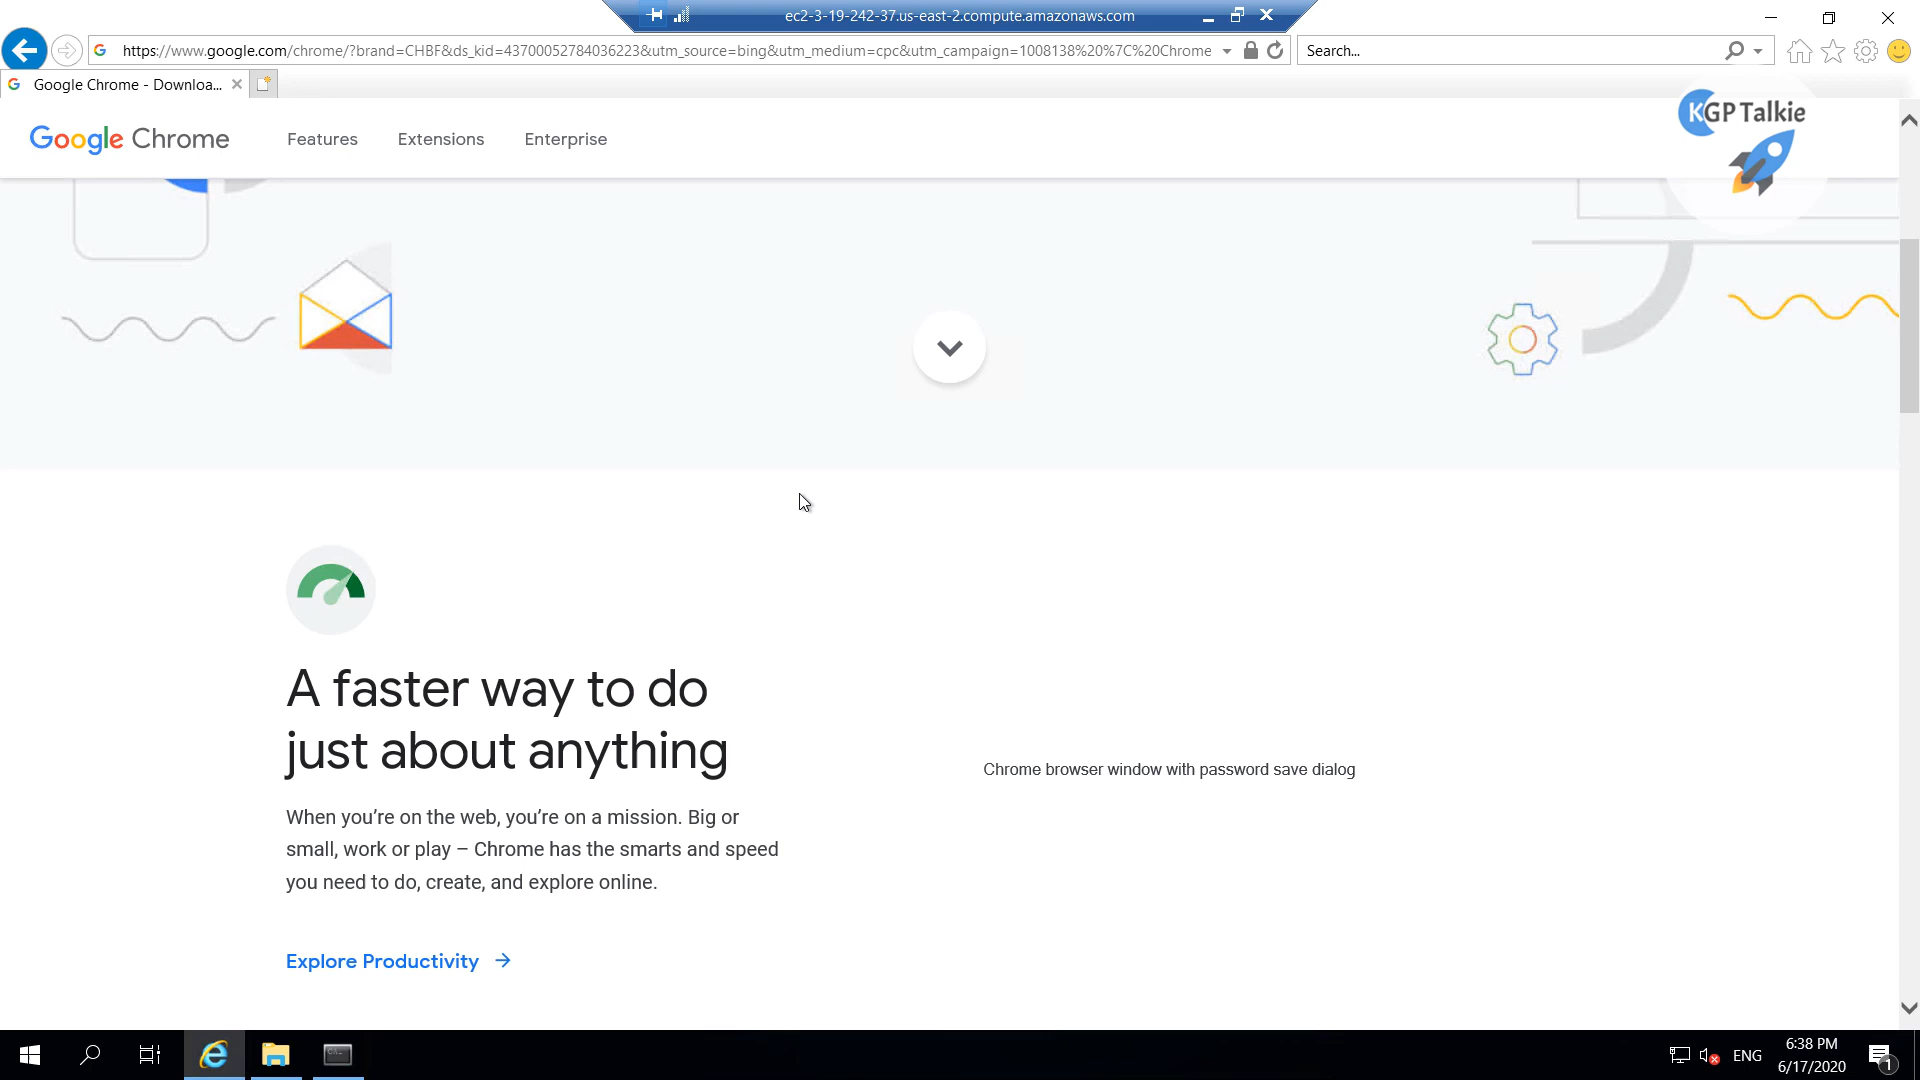 ec2-3-19-242-37.us-east-2.compute.amazonaws.com
https://www.google.com/chrome/?brand=CHBF&ds_kid=43700052784036223&utm_source=bing&utm_medium=cpc&utm_campaign=1008138%20%7C%20Chrome
Search...
Google Chrome - Downloa...
Google Chrome
Features
Extensions
Enterprise
KGP Talkie
A faster way to do
just about anything
Chrome browser window with password save dialog
When you’re on the web, you’re on a mission. Big or
small, work or play – Chrome has the smarts and speed
you need to do, create, and explore online.
Explore Productivity
ENG
6:38 PM
6/17/2020
1